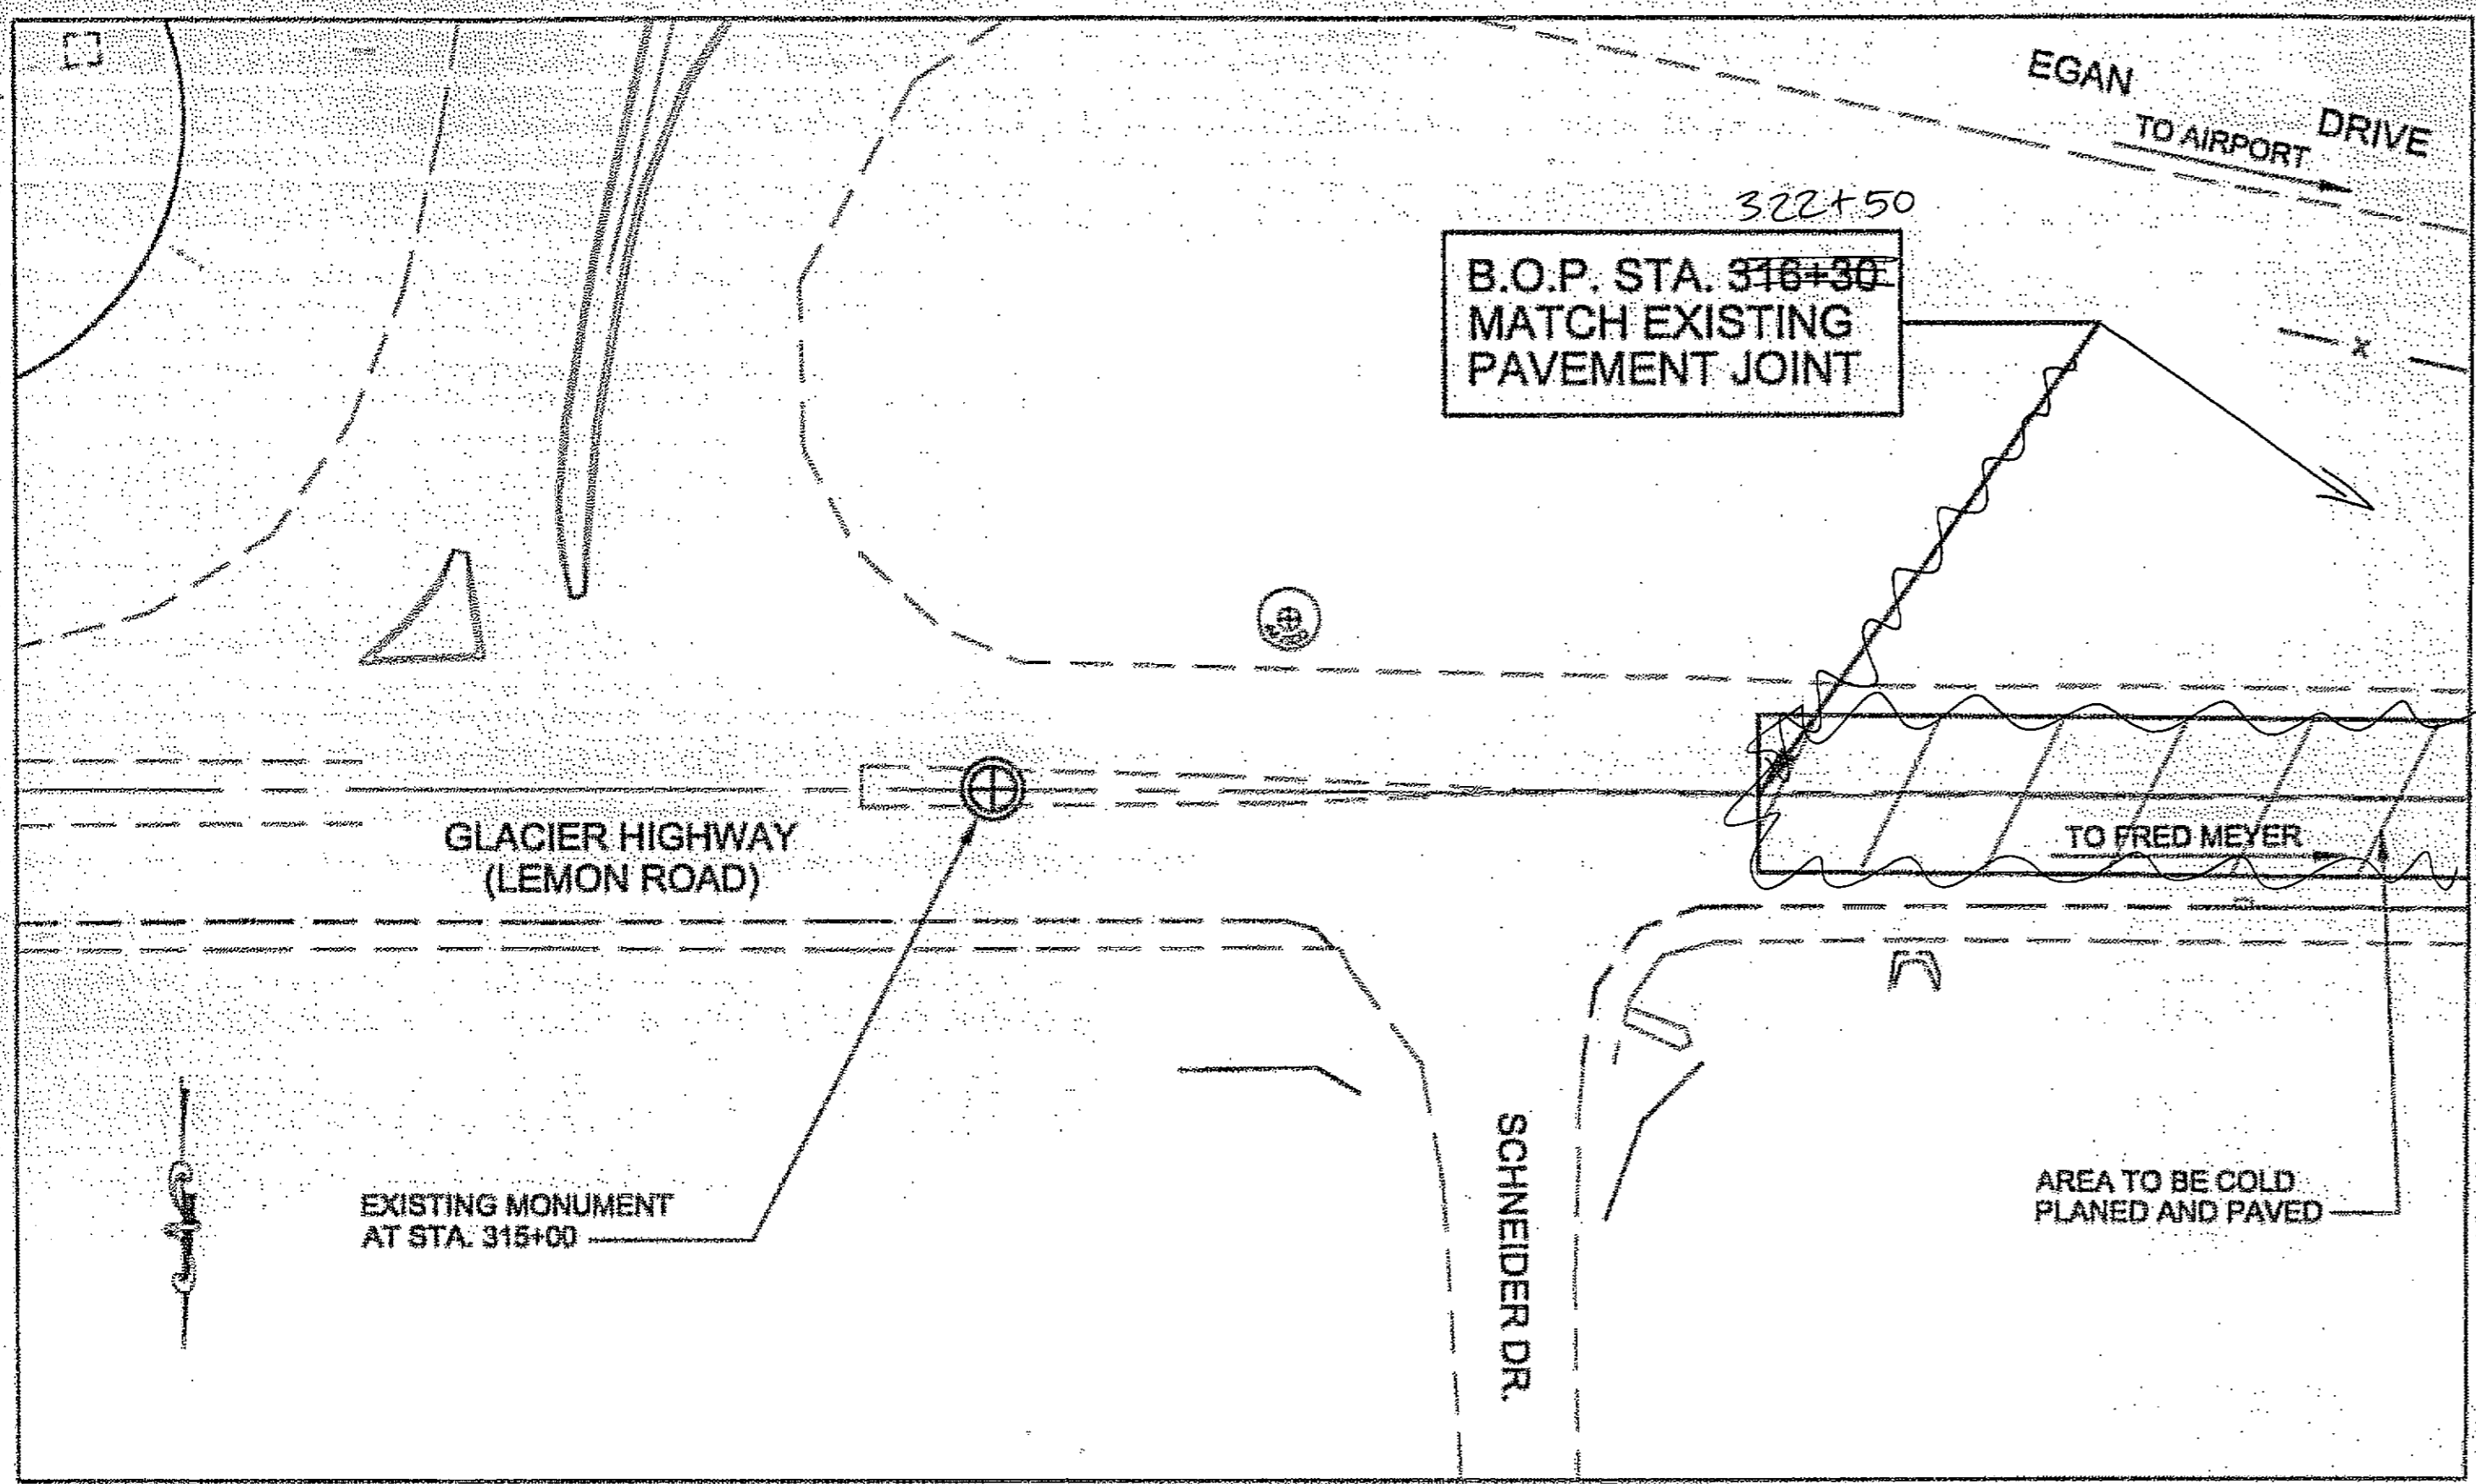 EGAN
DRIVE
TO AIRPORT
322+50
B.O.P. STA. 316+30
MATCH EXISTING
PAVEMENT JOINT
X
GLACIER HIGHWAY
(LEMON ROAD)
TO FRED MEYER
EXISTING MONUMENT
AT STA. 315+00
SCHNEIDER DR.
AREA TO BE COLD
PLANED AND PAVED